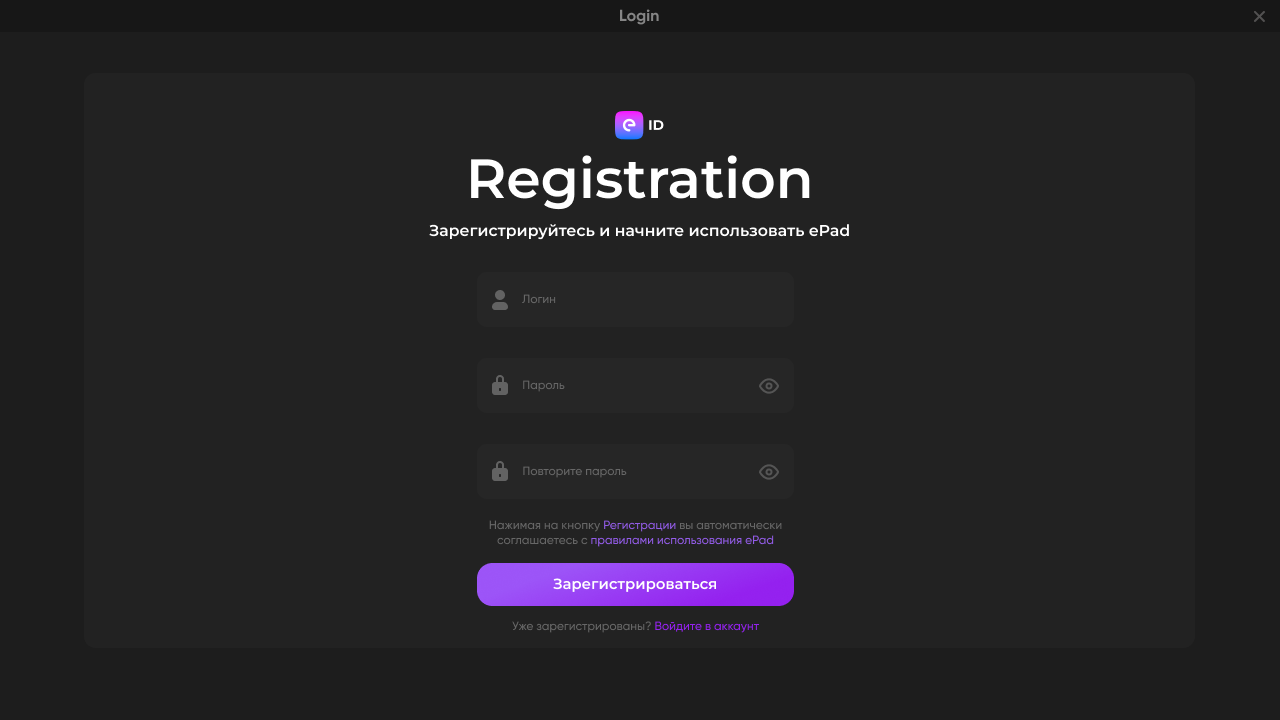 Login
e ID
Registration
Зарегистрируйтесь и начните использовать ePad
Логин
Пароль
Повторите пароль
Нажимая на кнопку Регистрации вы автоматически
соглашаетесь с правилами использования ePad
Зарегистрироваться
Уже зарегистрированы? Войдите в аккаунт